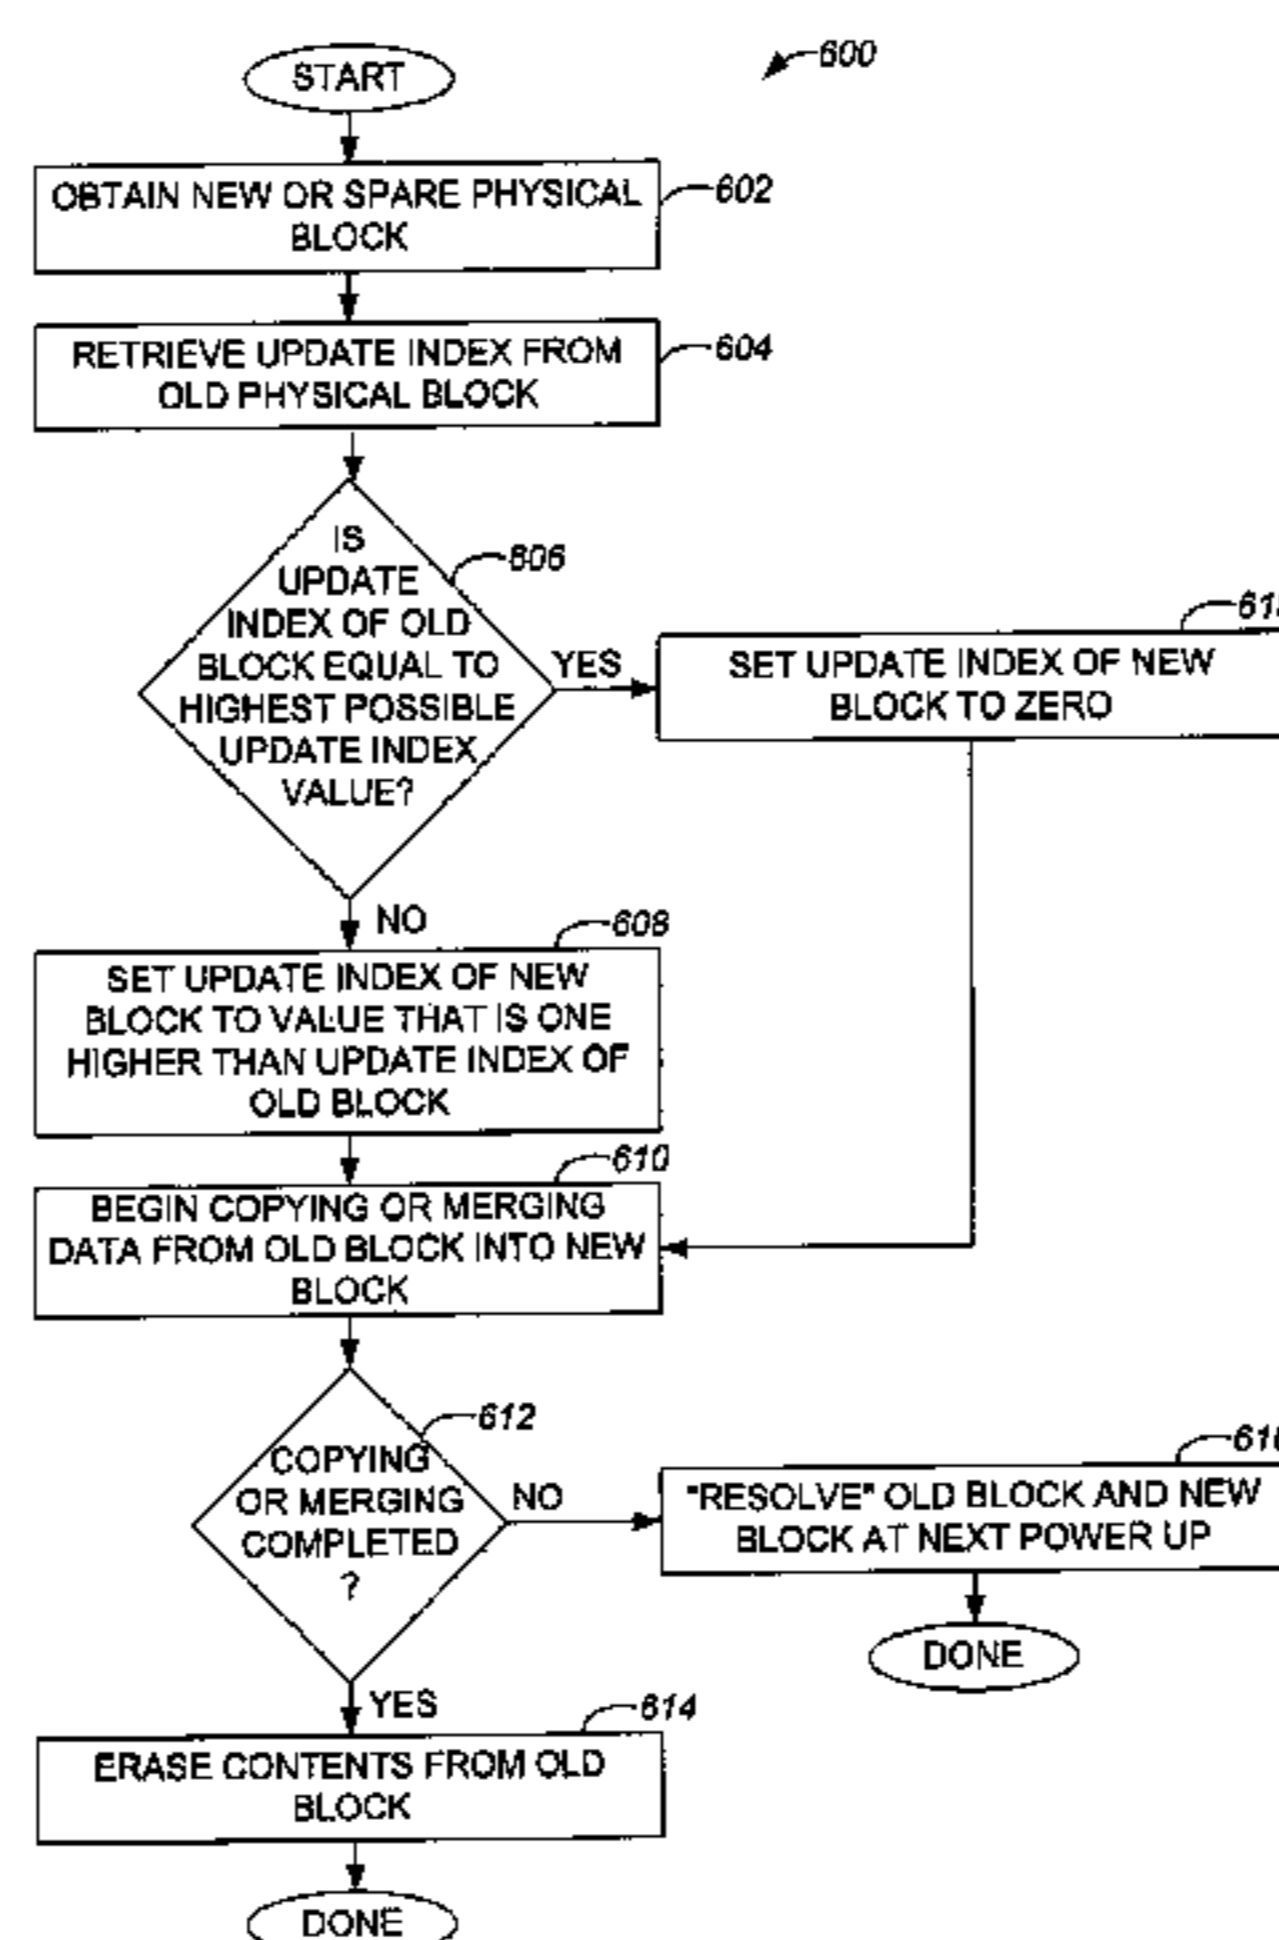 600
START
OBTAIN NEW OR SPARE PHYSICAL
BLOCK
602
RETRIEVE UPDATE INDEX FROM
OLD PHYSICAL BLOCK
604
IS
UPDATE
INDEX OF OLD
BLOCK EQUAL TO
HIGHEST POSSIBLE
UPDATE INDEX
VALUE?
606
YES
SET UPDATE INDEX OF NEW
BLOCK TO ZERO
NO
608
SET UPDATE INDEX OF NEW
BLOCK TO VALUE THAT IS ONE
HIGHER THAN UPDATE INDEX OF
OLD BLOCK
610
BEGIN COPYING OR MERGING
DATA FROM OLD BLOCK INTO NEW
BLOCK
612
COPYING
OR MERGING
COMPLETED
?
NO
"RESOLVE" OLD BLOCK AND NEW
BLOCK AT NEXT POWER UP
DONE
YES
614
ERASE CONTENTS FROM OLD
BLOCK
DONE